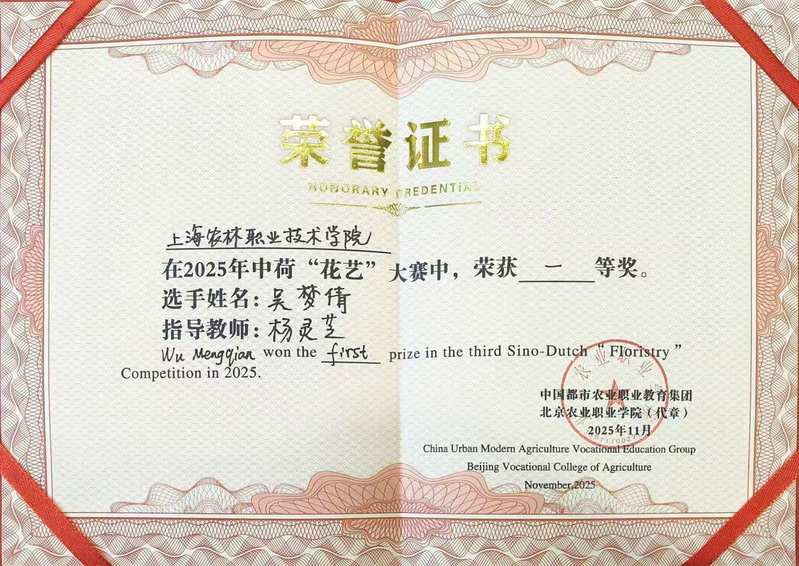 荣誉证书
HONORARY CREDENTIAL
上海农林职业技术学院
在2025年中荷“花艺”大赛中，荣获 一 等奖。
选手姓名：吴梦倩
指导教师：杨灵芝
Wu Mengqian won the first prize in the third Sino-Dutch “Floristry”
Competition in 2025.
中国都市农业职业教育集团
北京农业职业学院（代章）
2025年11月
China Urban Modern Agriculture Vocational Education Group
Beijing Vocational College of Agriculture
November,2025